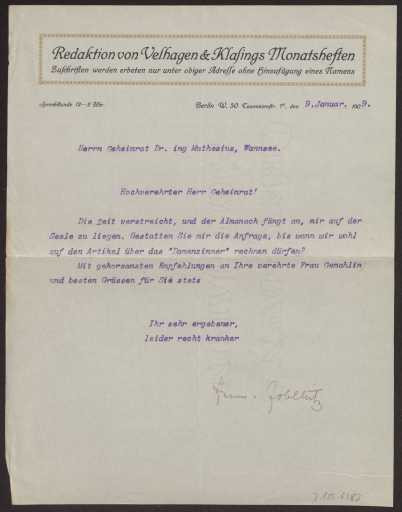 Redaktion von Velhagen & Klasings Monatsheften
Zuschriften werden erbeten nur unter obiger Adresse ohne Hinzufügung eines Namens
Sprechstunde 12–2 Uhr
Berlin W. 50 Tauenzienstr. 7b, den 9.Januar. 1909.
Herrn Geheimrat Dr. ing Muthesius, Wannsee.
Hochverehrter Herr Geheimrat!
Die Zeit verstreicht, und der Almanach fängt an, mir auf der
Seele zu liegen. Gestatten Sie mir die Anfrage, bis wann wir wohl
auf den Artikel über das "Damenzimmer" rechnen dürfen?
Mit gehorsamsten Empfehlungen an Ihre verehrte Frau Gemahlin
und besten Grüssen für Sie stets
Ihr sehr ergebener,
leider recht kranker